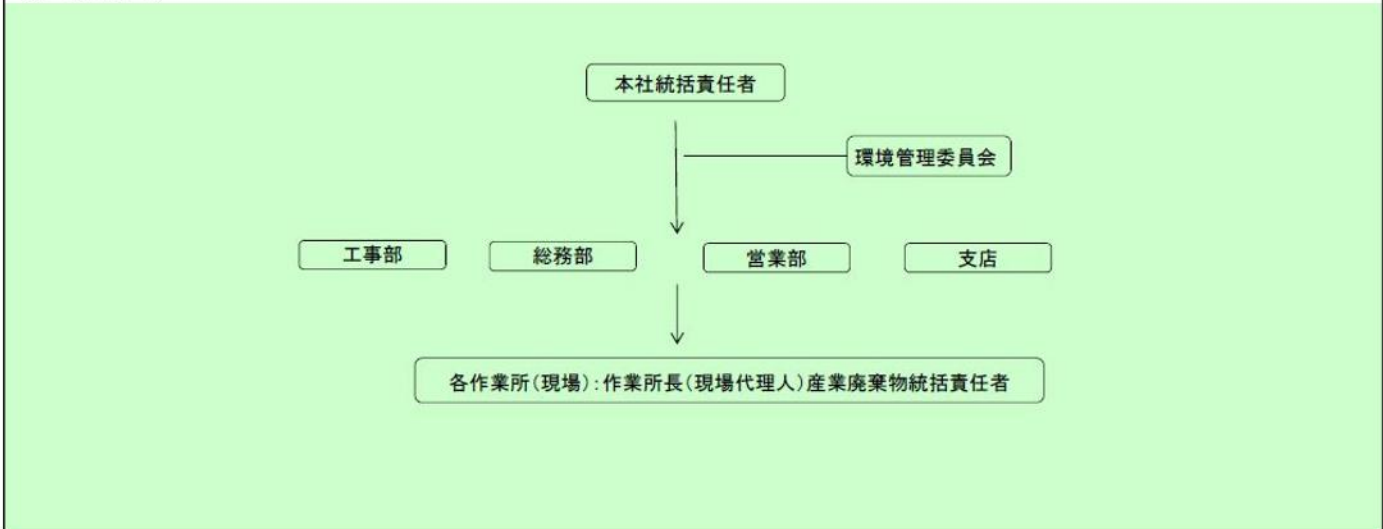 本社統括責任者
環境管理委員会
工事部
総務部
営業部
支店
各作業所(現場):作業所長(現場代理人)産業廃棄物統括責任者